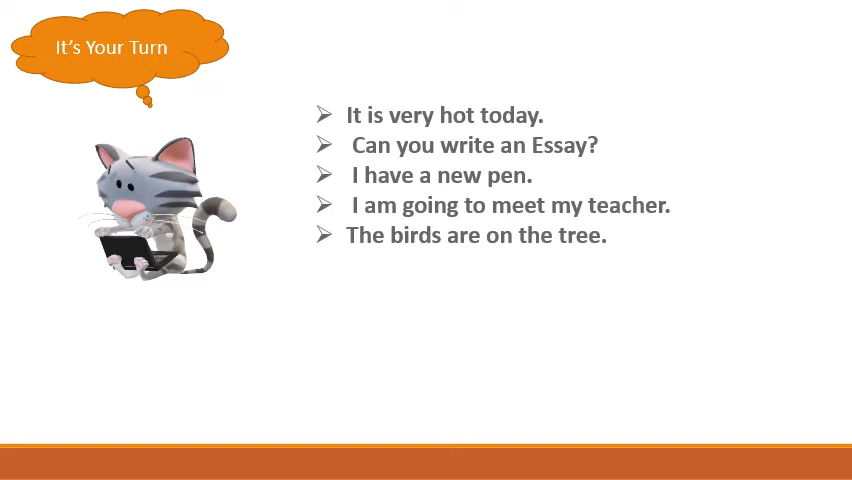 It's Your Turn
It is very hot today.
Can you write an Essay?
I have a new pen.
I am going to meet my teacher.
The birds are on the tree.